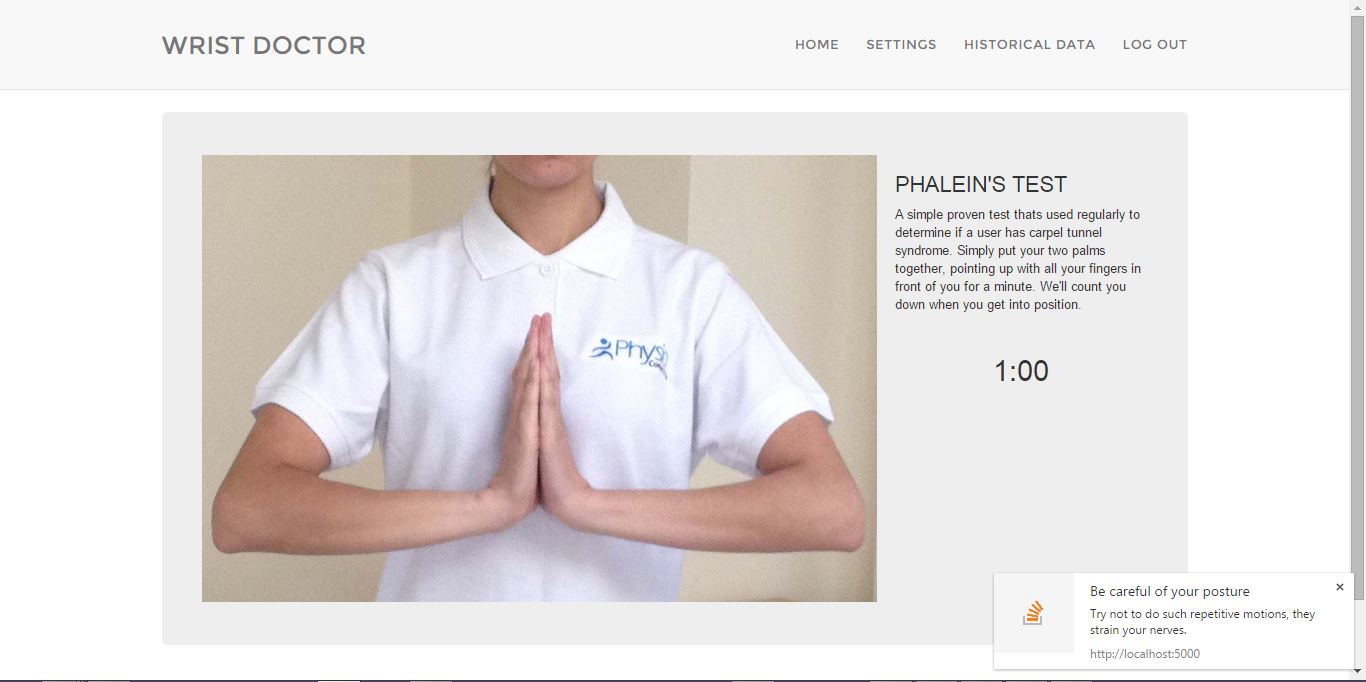 WRIST DOCTOR
HOME SETTINGS HISTORICAL DATA LOG OUT
PHALEIN'S TEST
A simple proven test thats used regularly to
determine if a user has carpel tunnel
syndrome. Simply put your two palms
together, pointing up with all your fingers in
front of you for a minute. We'll count you
down when you get into position.
1:00
Physi
Be careful of your posture
Try not to do such repetitive motions, they
strain your nerves.
http://localhost:5000